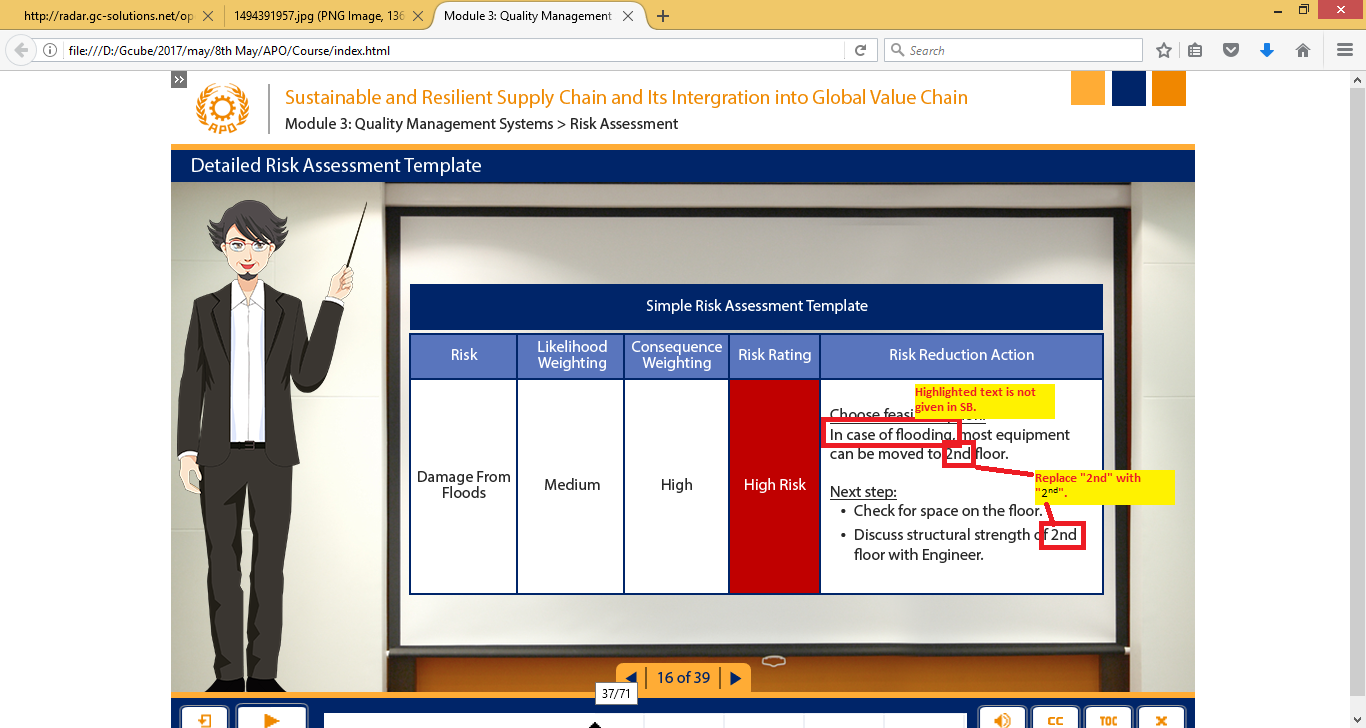 http://radar.gc-solutions.net/op
1494391957.jpg (PNG Image, 136
Module 3: Quality Management
file:///D:/Gcube/2017/may/8th May/APO/Course/index.html
Search
APO
Sustainable and Resilient Supply Chain and Its Intergration into Global Value Chain
Module 3: Quality Management Systems > Risk Assessment
Detailed Risk Assessment Template
Simple Risk Assessment Template
Risk
Likelihood
Weighting
Consequence
Weighting
Risk Rating
Risk Reduction Action
Highlighted text is not
given in SB.
Choose
In case of flooding, most equipment
can be moved to 2nd floor.
Damage From
Floods
Medium
High
High Risk
Replace "2nd" with
"2nd".
Next step:
• Check for space on the floor.
• Discuss structural strength of 2nd
floor with Engineer.
16 of 39
37/71
CC
TOC